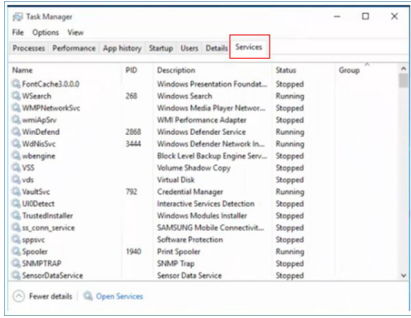 Task Manager
File Options View
Processes Performance App history Startup Users Details Services
Name PID Description Status Group
FontCache3.0.0.0 Windows Presentation Foundat... Stopped
WSearch 268 Windows Search Running
WMPNetworkSvc Windows Media Player Networ... Stopped
wmiApSrv WMI Performance Adapter Stopped
WinDefend 2868 Windows Defender Service Running
WdNisSvc 3444 Windows Defender Network In... Running
wbengine Block Level Backup Engine Serv... Stopped
VSS Volume Shadow Copy Stopped
vds Virtual Disk Stopped
VaultSvc 792 Credential Manager Running
UI0Detect Interactive Services Detection Stopped
TrustedInstaller Windows Modules Installer Stopped
ss_conn_service SAMSUNG Mobile Connectivit... Stopped
sppsvc Software Protection Stopped
Spooler 1940 Print Spooler Running
SNMPTRAP SNMP Trap Stopped
SensorDataService Sensor Data Service Stopped
Fewer details Open Services